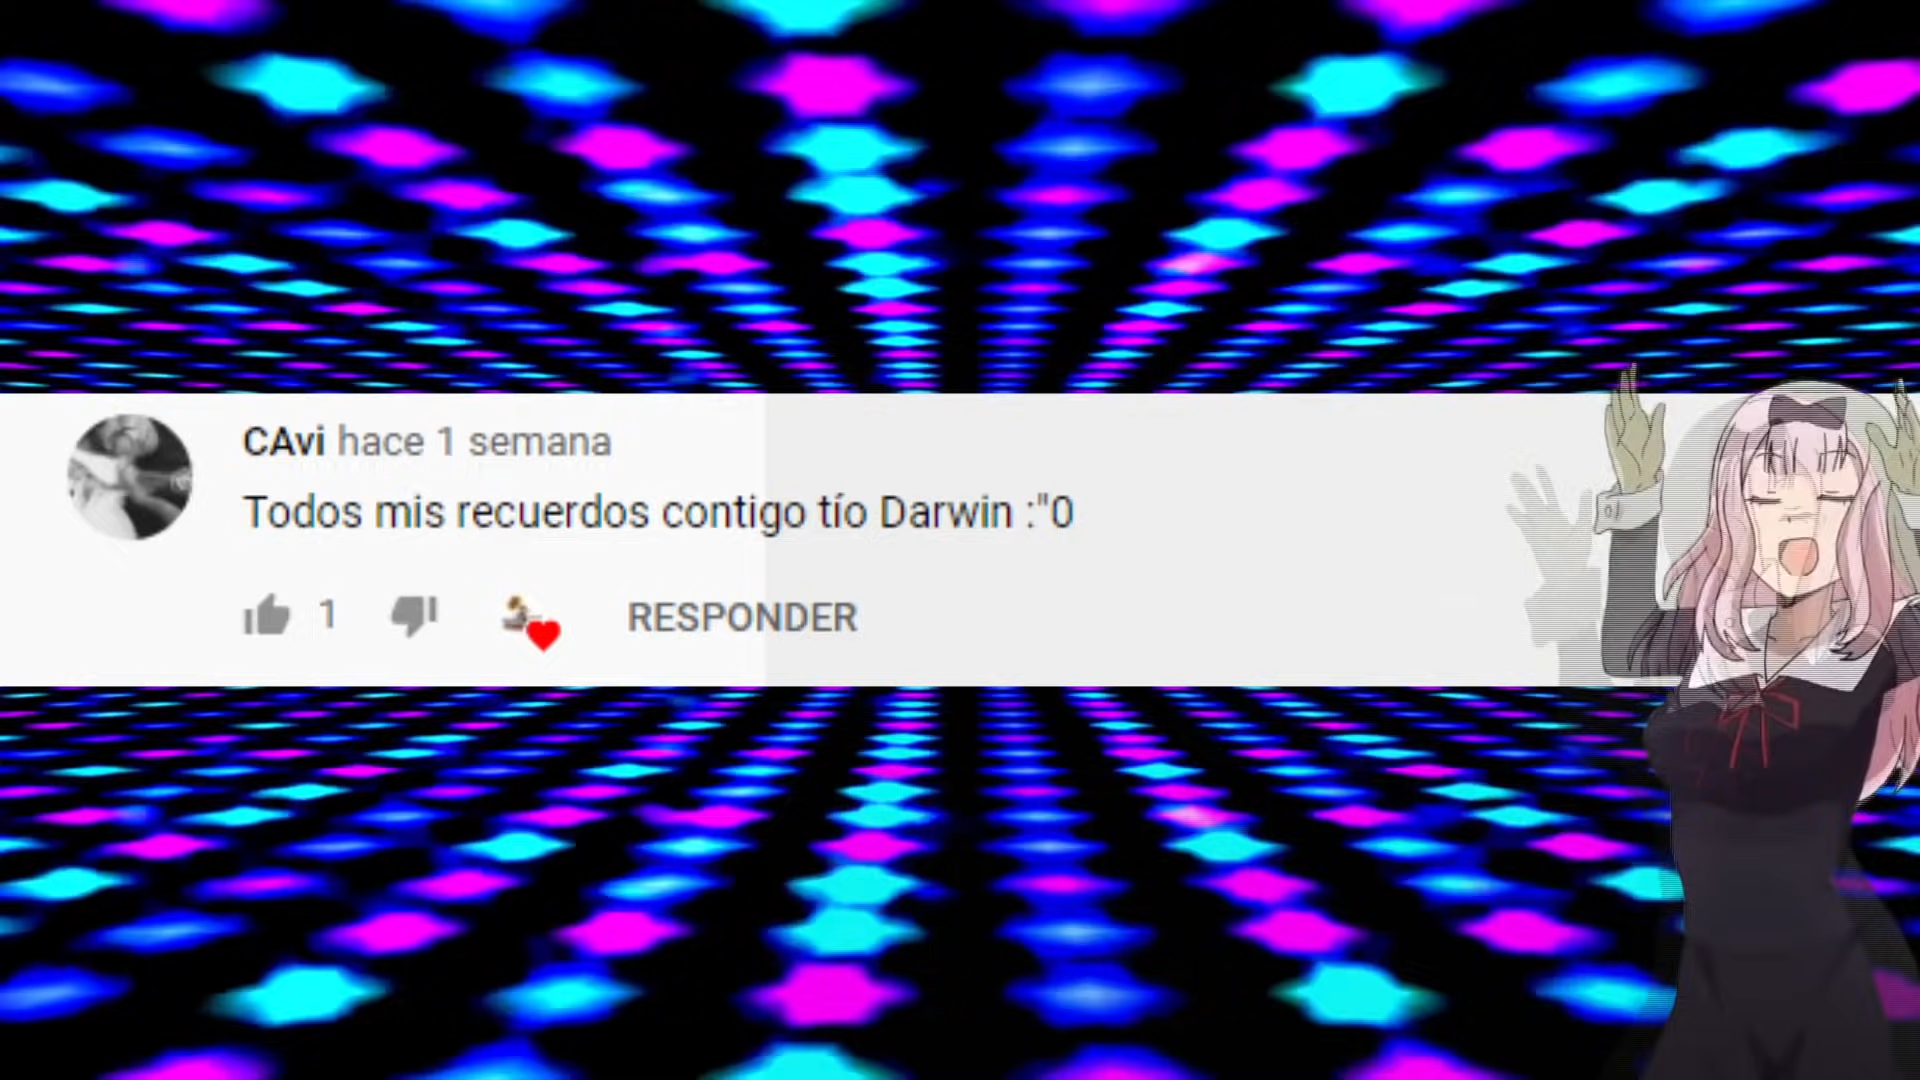 CAvi hace 1 semana
Todos mis recuerdos contigo tío Darwin :"0
1 RESPONDER